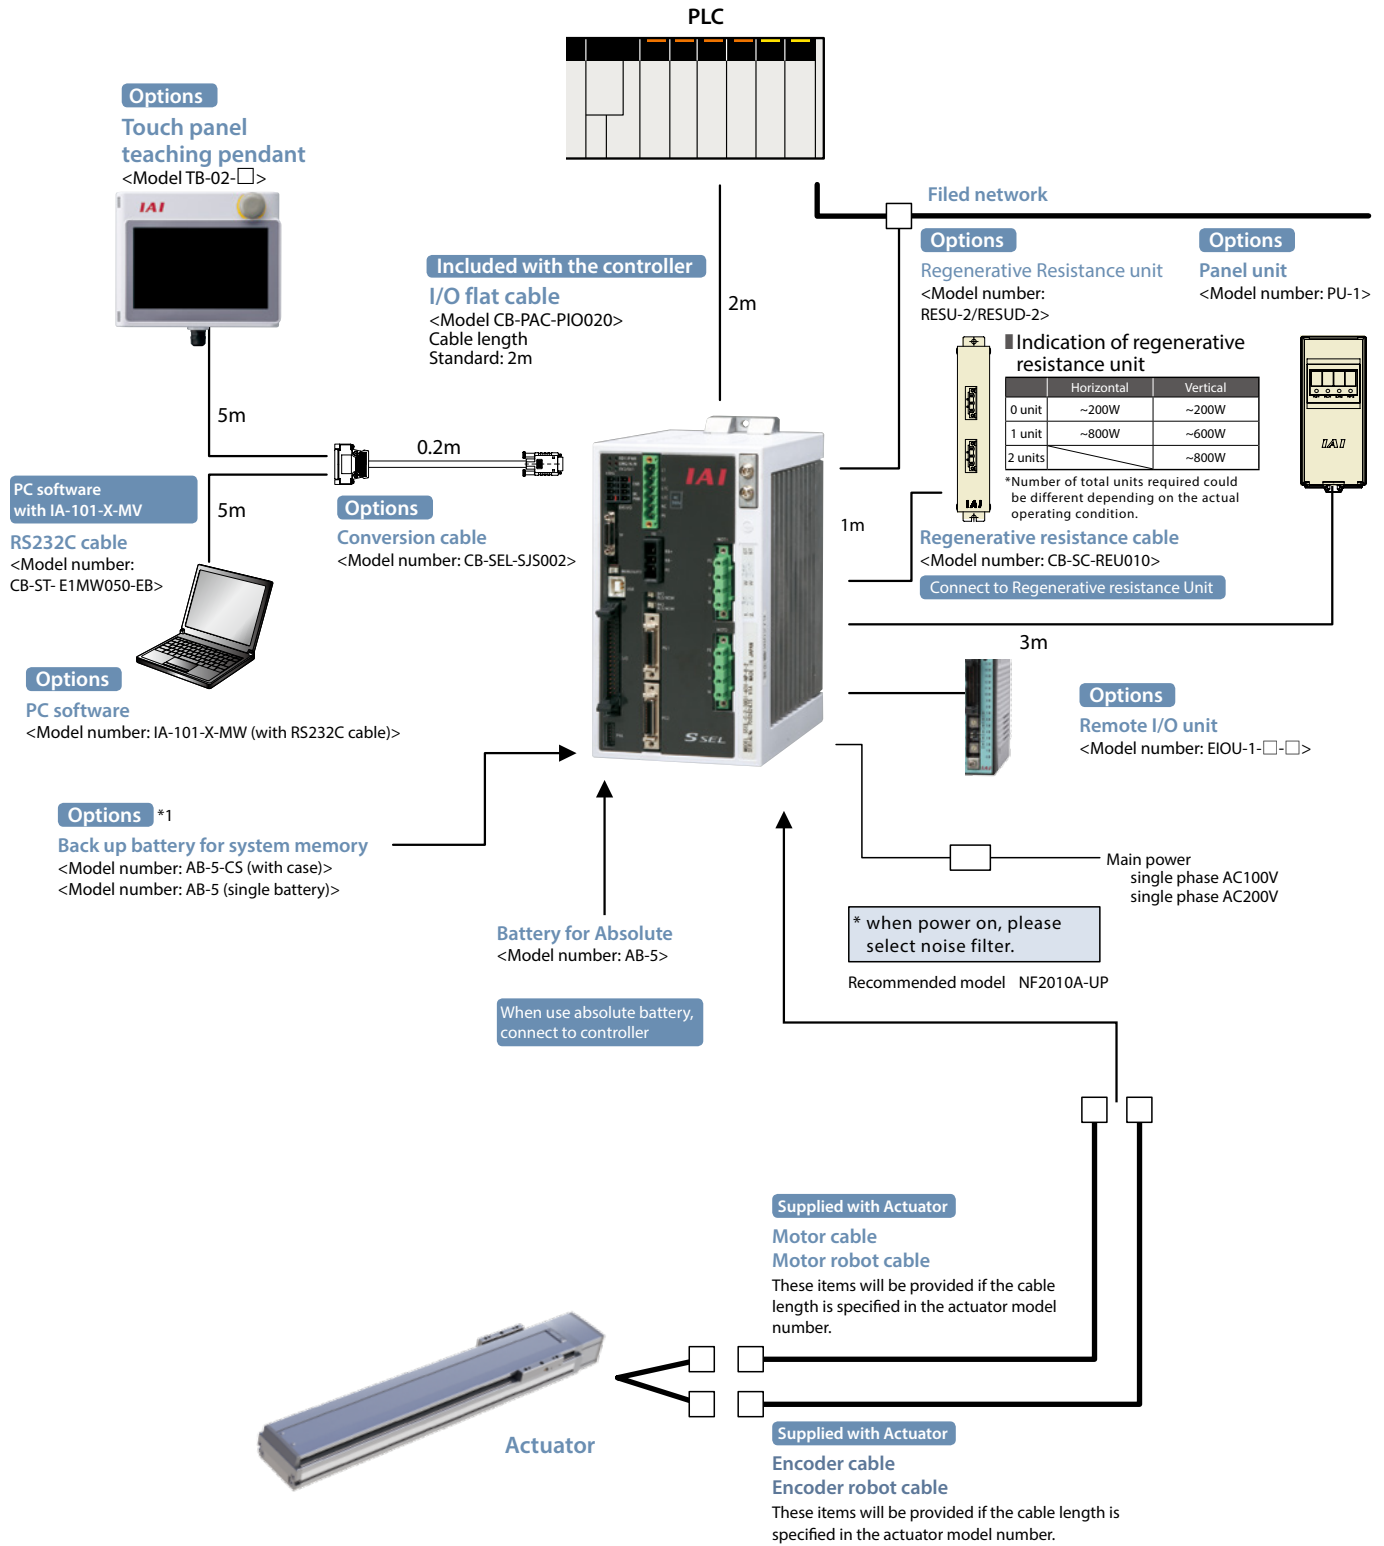 PLC
Options
Touch panel
teaching pendant
<Model TB-02-□>
IAI
Included with the controller
I/O flat cable
<Model CB-PAC-PIO020>
Cable length
Standard: 2m
2m
Filed network
Options
Regenerative Resistance unit
<Model number:
RESU-2/RESUD-2>
Options
Panel unit
<Model number: PU-1>
Indication of regenerative
resistance unit
Horizontal Vertical
0 unit ~200W ~200W
1 unit ~800W ~600W
2 units ~800W
*Number of total units required could
be different depending on the actual
operating condition.
IAI
IAI
5m
0.2m
PC software
with IA-101-X-MV
5m
RS232C cable
<Model number:
CB-ST- E1MW050-EB>
Options
Conversion cable
<Model number: CB-SEL-SJS002>
IAI
S SEL
1m
Regenerative resistance cable
<Model number: CB-SC-REU010>
Connect to Regenerative resistance Unit
3m
Options
PC software
<Model number: IA-101-X-MW (with RS232C cable)>
Options
Remote I/O unit
<Model number: EIOU-1-□-□>
Options *1
Back up battery for system memory
<Model number: AB-5-CS (with case)>
<Model number: AB-5 (single battery)>
Main power
single phase AC100V
single phase AC200V
* when power on, please
select noise filter.
Recommended model NF2010A-UP
Battery for Absolute
<Model number: AB-5>
When use absolute battery,
connect to controller
Supplied with Actuator
Motor cable
Motor robot cable
These items will be provided if the cable
length is specified in the actuator model
number.
Actuator
Supplied with Actuator
Encoder cable
Encoder robot cable
These items will be provided if the cable length is
specified in the actuator model number.